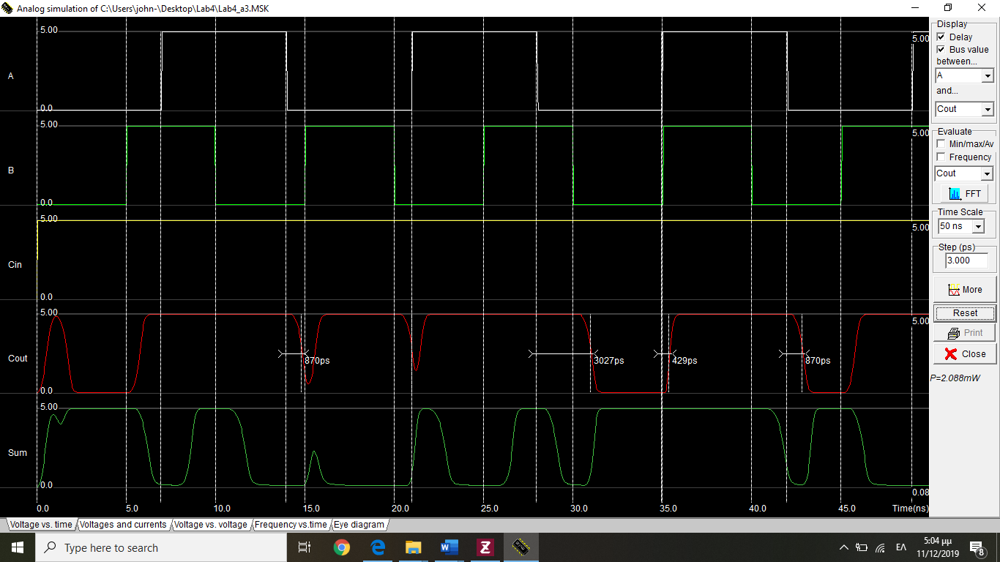 Analog simulation of C:\Users\john-\Desktop\Lab4\Lab4_a3.MSK
5.00
A
0.0
5.00
5.00
B
0.0
5.00
5.00
Cin
0.0
5.00
5.00
Cout
870ps
3027ps
429ps
870ps
0.0
5.00
5.00
Sum
0.0
0.08
0.0
5.0
10.0
15.0
20.0
25.0
30.0
35.0
40.0
45.0
Time(ns)
Display
Delay
Bus value
between...
A
and...
Cout
Evaluate
Min/max/Av
Frequency
Cout
FFT
Time Scale
50 ns
Step (ps)
3.000
More
Reset
Print
Close
P=2.088mW
Voltage vs. time
Voltages and currents
Voltage vs. voltage
Frequency vs.time
Eye diagram
Type here to search
ΕΛ
5:04 μμ
11/12/2019
8